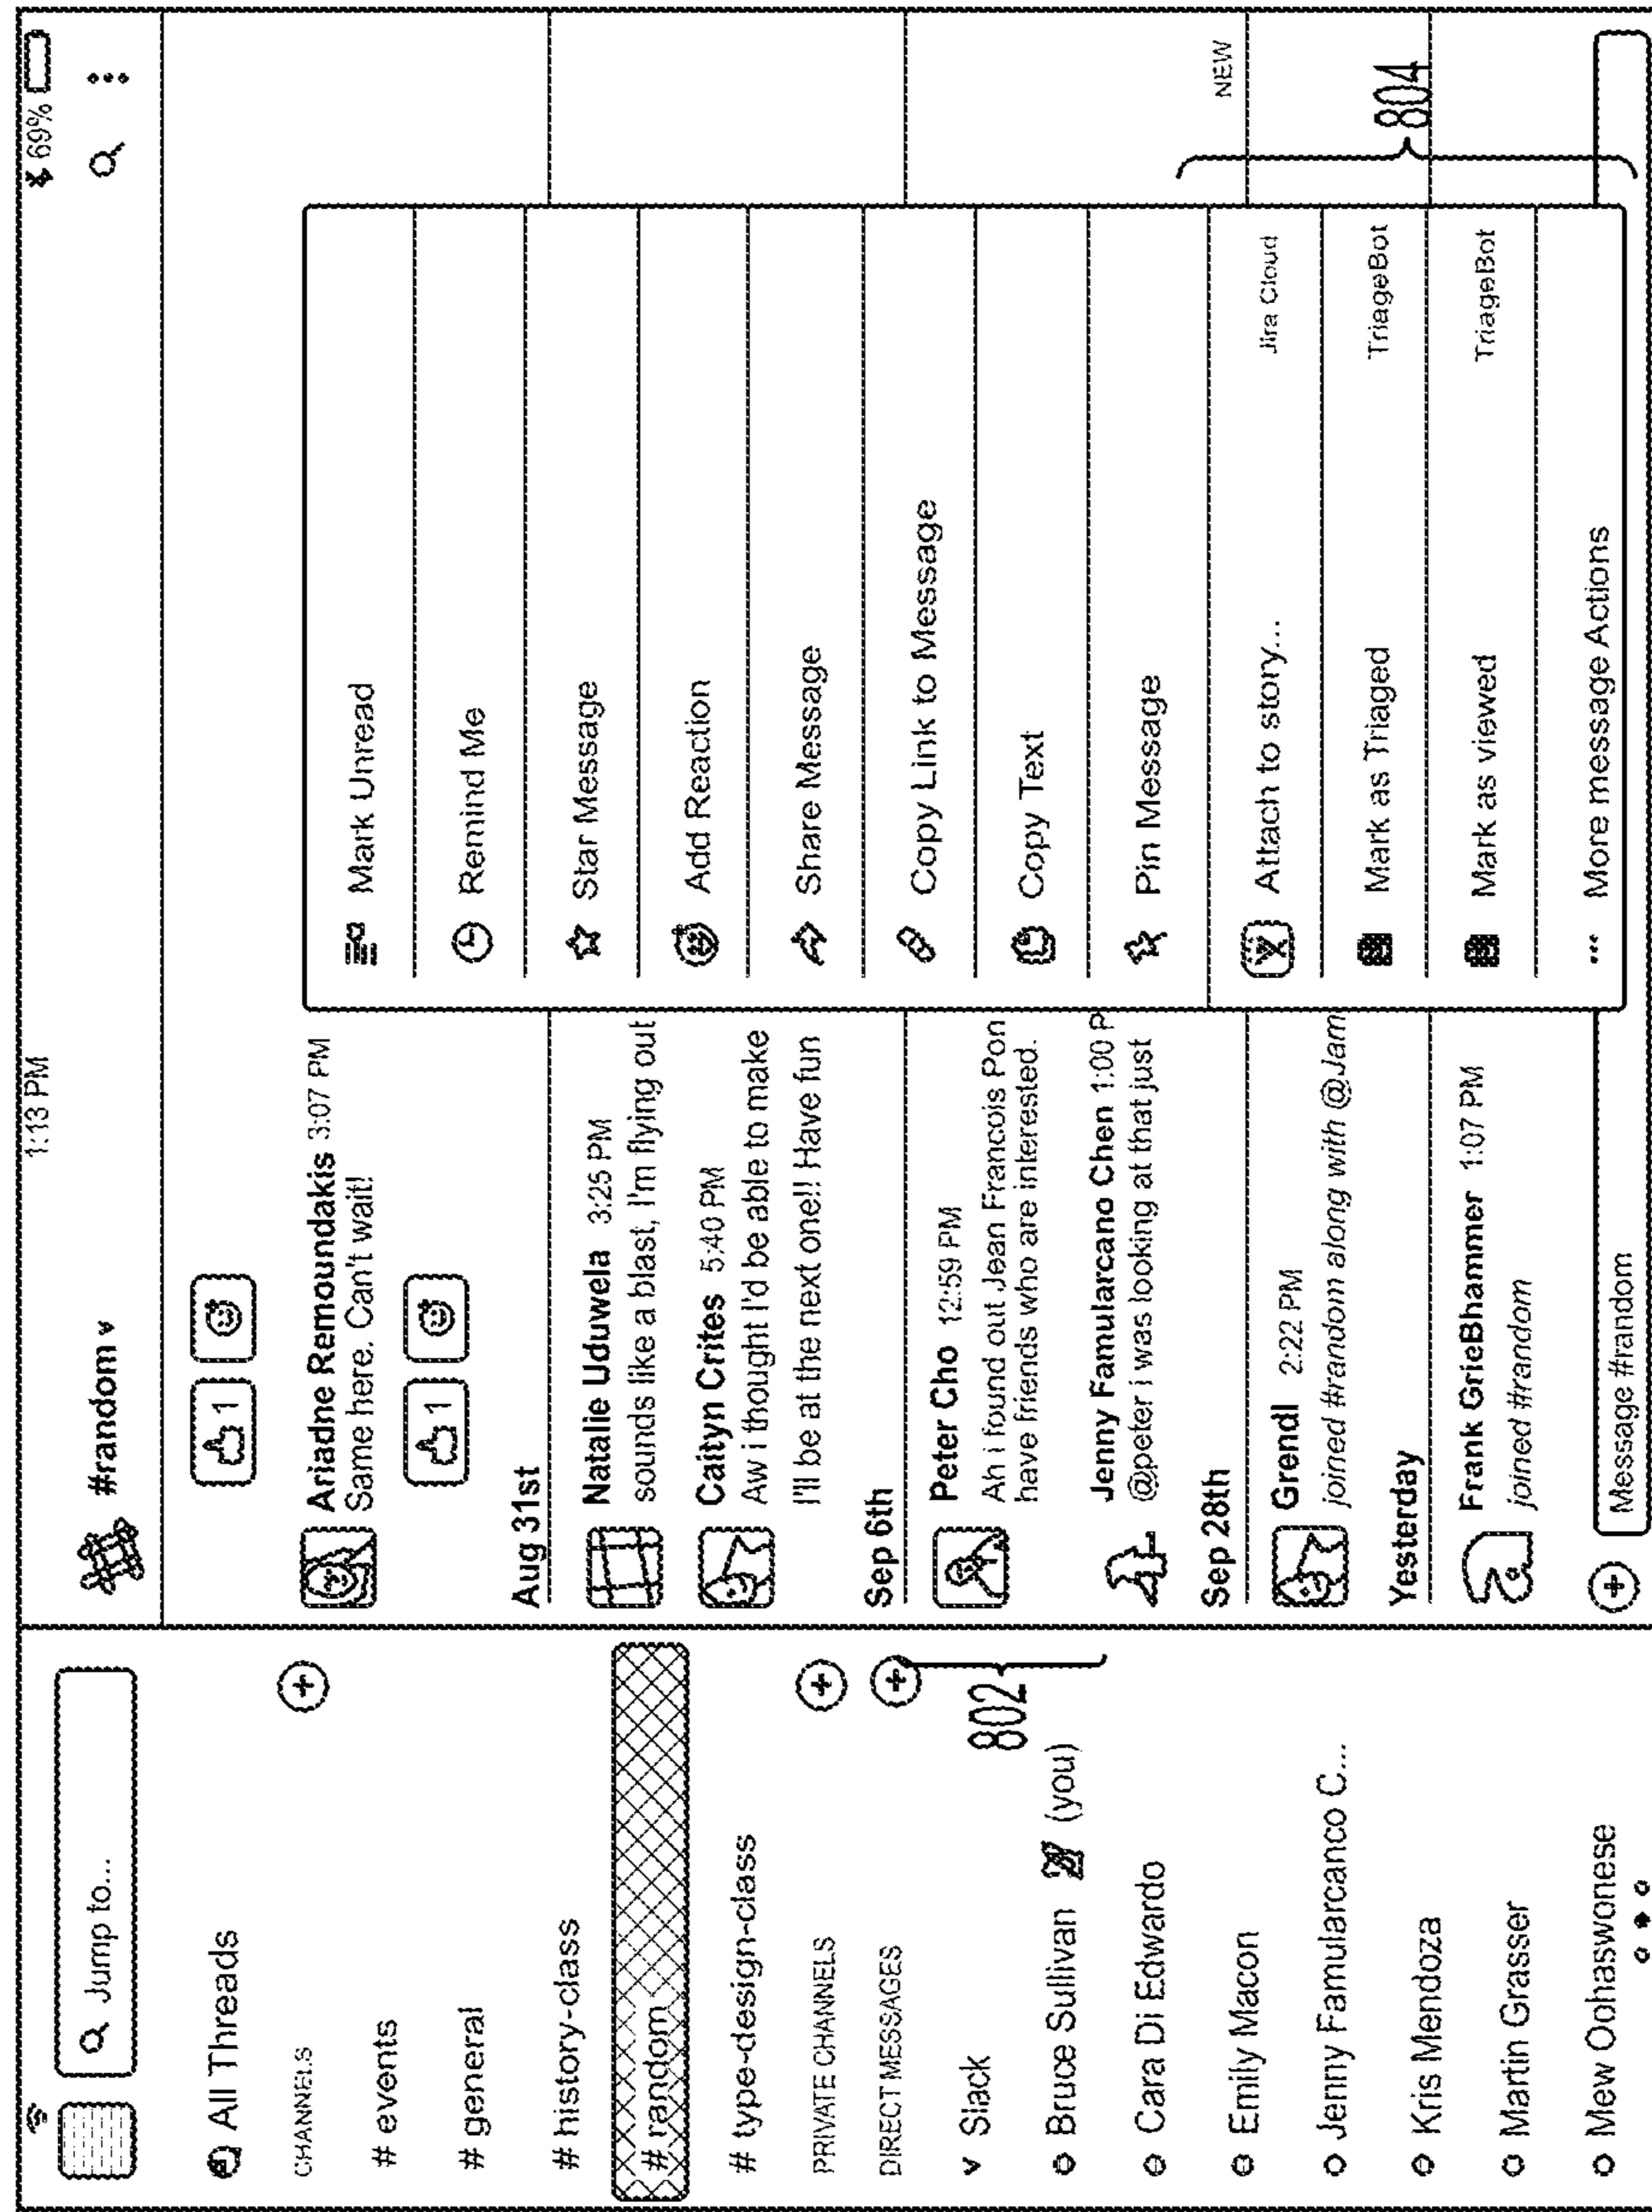 1:13 PM
69%
Jump to...
All Threads
CHANNELS
# events
# general
# history-class
# random
# type-design-class
PRIVATE CHANNELS
DIRECT MESSAGES
802
Slack
Bruce Sullivan (you)
Cara Di Edwardo
Emily Macon
Jenny Famularcanco C...
Kris Mendoza
Martin Grasser
Mew Oohaswonese
#random
1
Ariadne Remoundakis 3:07 PM
Same here. Can't wait!
1
Aug 31st
Natalie Uduwela 3:25 PM
sounds like a blast, I'm flying out
Caityn Crites 5:40 PM
Aw i thought I'd be able to make
I'll be at the next one!! Have fun
Sep 6th
Peter Cho 12:59 PM
Ah i found out Jean Francois Pon
have friends who are interested.
Jenny Famularcano Chen 1:00 P
@peter i was looking at that just
Sep 28th
NEW
Grendl 2:22 PM
joined #random along with @Jam
Yesterday
Frank GrieBhammer 1:07 PM
joined #random
Message #random
Mark Unread
Remind Me
Star Message
Add Reaction
Share Message
Copy Link to Message
Copy Text
Pin Message
Attach to story... Jira Cloud
Mark as Triaged TriageBot
Mark as viewed TriageBot
... More message Actions
804